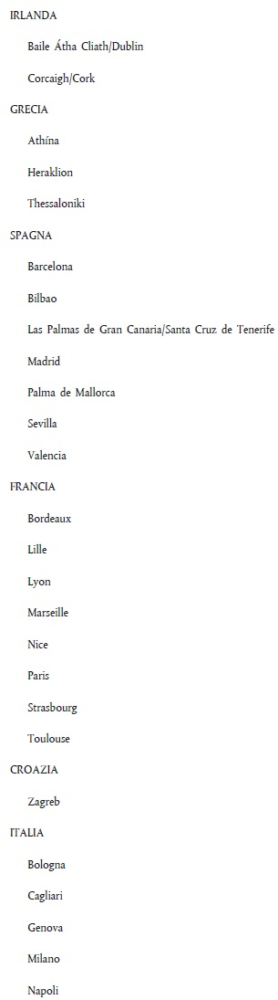 IRLANDA
Baile Átha Cliath/Dublin
Corcaigh/Cork
GRECIA
Athína
Heraklion
Thessaloniki
SPAGNA
Barcelona
Bilbao
Las Palmas de Gran Canaria/Santa Cruz de Tenerife
Madrid
Palma de Mallorca
Sevilla
Valencia
FRANCIA
Bordeaux
Lille
Lyon
Marseille
Nice
Paris
Strasbourg
Toulouse
CROAZIA
Zagreb
ITALIA
Bologna
Cagliari
Genova
Milano
Napoli